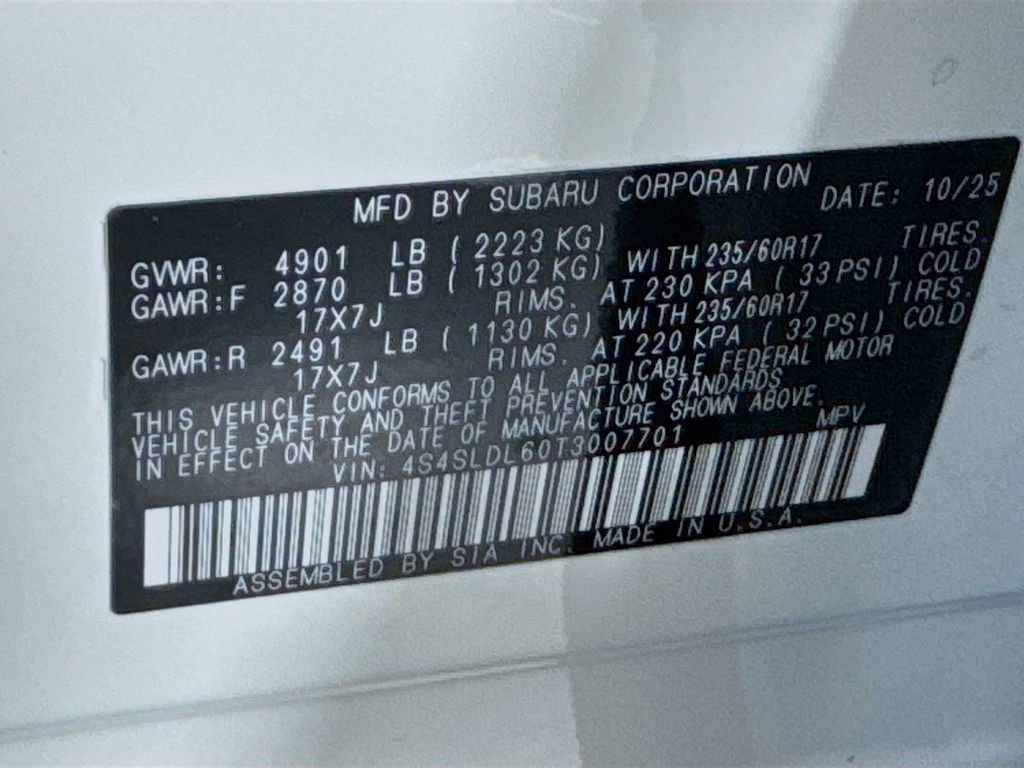 MFD BY SUBARU CORPORATION DATE: 10/25
GVWR: 4901 LB ( 2223 KG)
GAWR:F 2870 LB ( 1302 KG) WITH 235/60R17 TIRES.
17X7J RIMS. AT 230 KPA ( 33 PSI) COLD
GAWR:R 2491 LB ( 1130 KG) WITH 235/60R17 TIRES.
17X7J RIMS. AT 220 KPA ( 32 PSI) COLD
THIS VEHICLE CONFORMS TO ALL APPLICABLE FEDERAL MOTOR
VEHICLE SAFETY AND THEFT PREVENTION STANDARDS
IN EFFECT ON THE DATE OF MANUFACTURE SHOWN ABOVE.
VIN: 4S4SLDL60T3007701 MPV
ASSEMBLED BY SIA INC. MADE IN U.S.A.